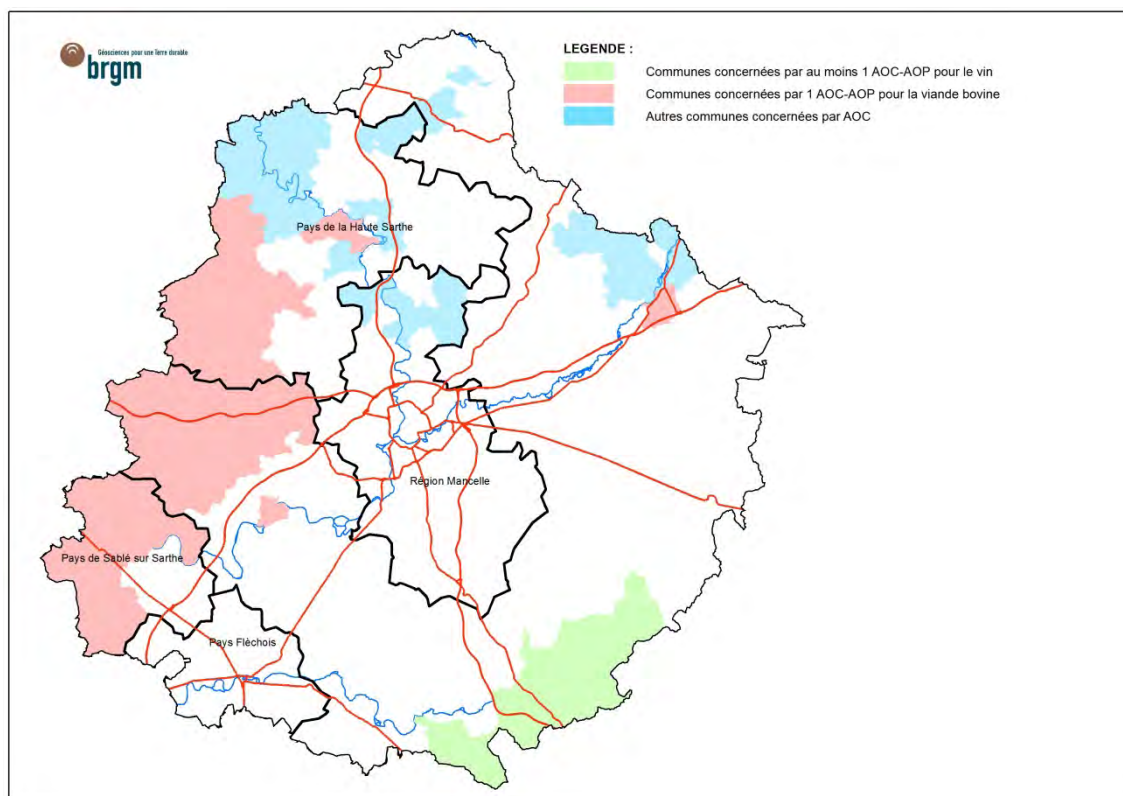 Géosciences pour une Terre durable
brgm
LEGENDE :
Communes concernées par au moins 1 AOC-AOP pour le vin
Communes concernées par 1 AOC-AOP pour la viande bovine
Autres communes concernées par AOC
Pays de la Haute Sarthe
Région Mancelle
Pays de Sablé sur Sarthe
Pays Fléchois